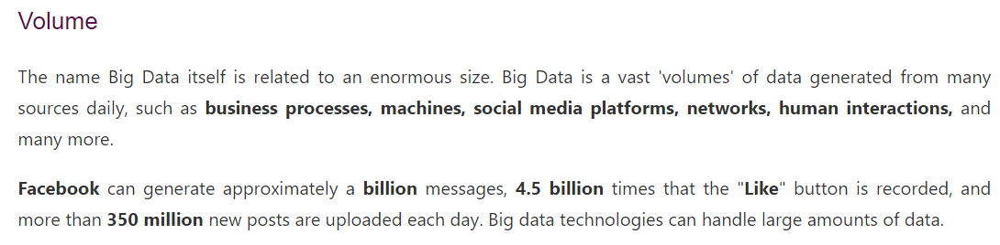 Volume
The name Big Data itself is related to an enormous size. Big Data is a vast 'volumes' of data generated from many
sources daily, such as business processes, machines, social media platforms, networks, human interactions, and
many more.
Facebook can generate approximately a billion messages, 4.5 billion times that the "Like" button is recorded, and
more than 350 million new posts are uploaded each day. Big data technologies can handle large amounts of data.